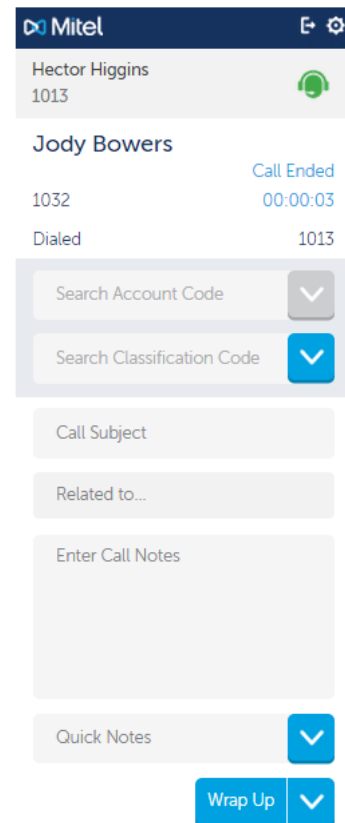 Mitel
Hector Higgins
1013
Jody Bowers
Call Ended
1032 00:00:03
Dialed 1013
Search Account Code
Search Classification Code
Call Subject
Related to...
Enter Call Notes
Quick Notes
Wrap Up